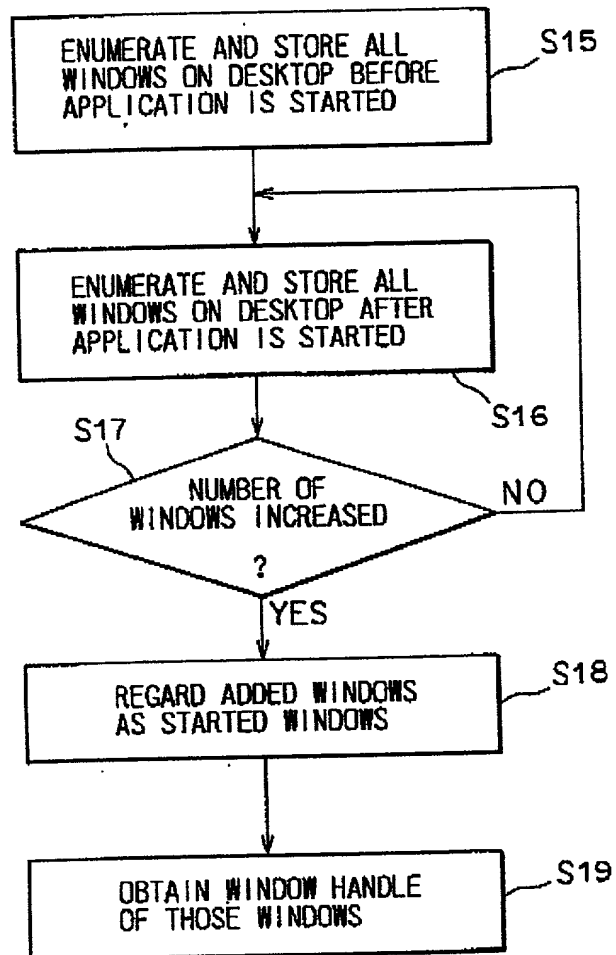 ENUMERATE AND STORE ALL
WINDOWS ON DESKTOP BEFORE
APPLICATION IS STARTED
S15
ENUMERATE AND STORE ALL
WINDOWS ON DESKTOP AFTER
APPLICATION IS STARTED
S16
S17
NUMBER OF
WINDOWS INCREASED
?
NO
YES
REGARD ADDED WINDOWS
AS STARTED WINDOWS
S18
OBTAIN WINDOW HANDLE
OF THOSE WINDOWS
S19